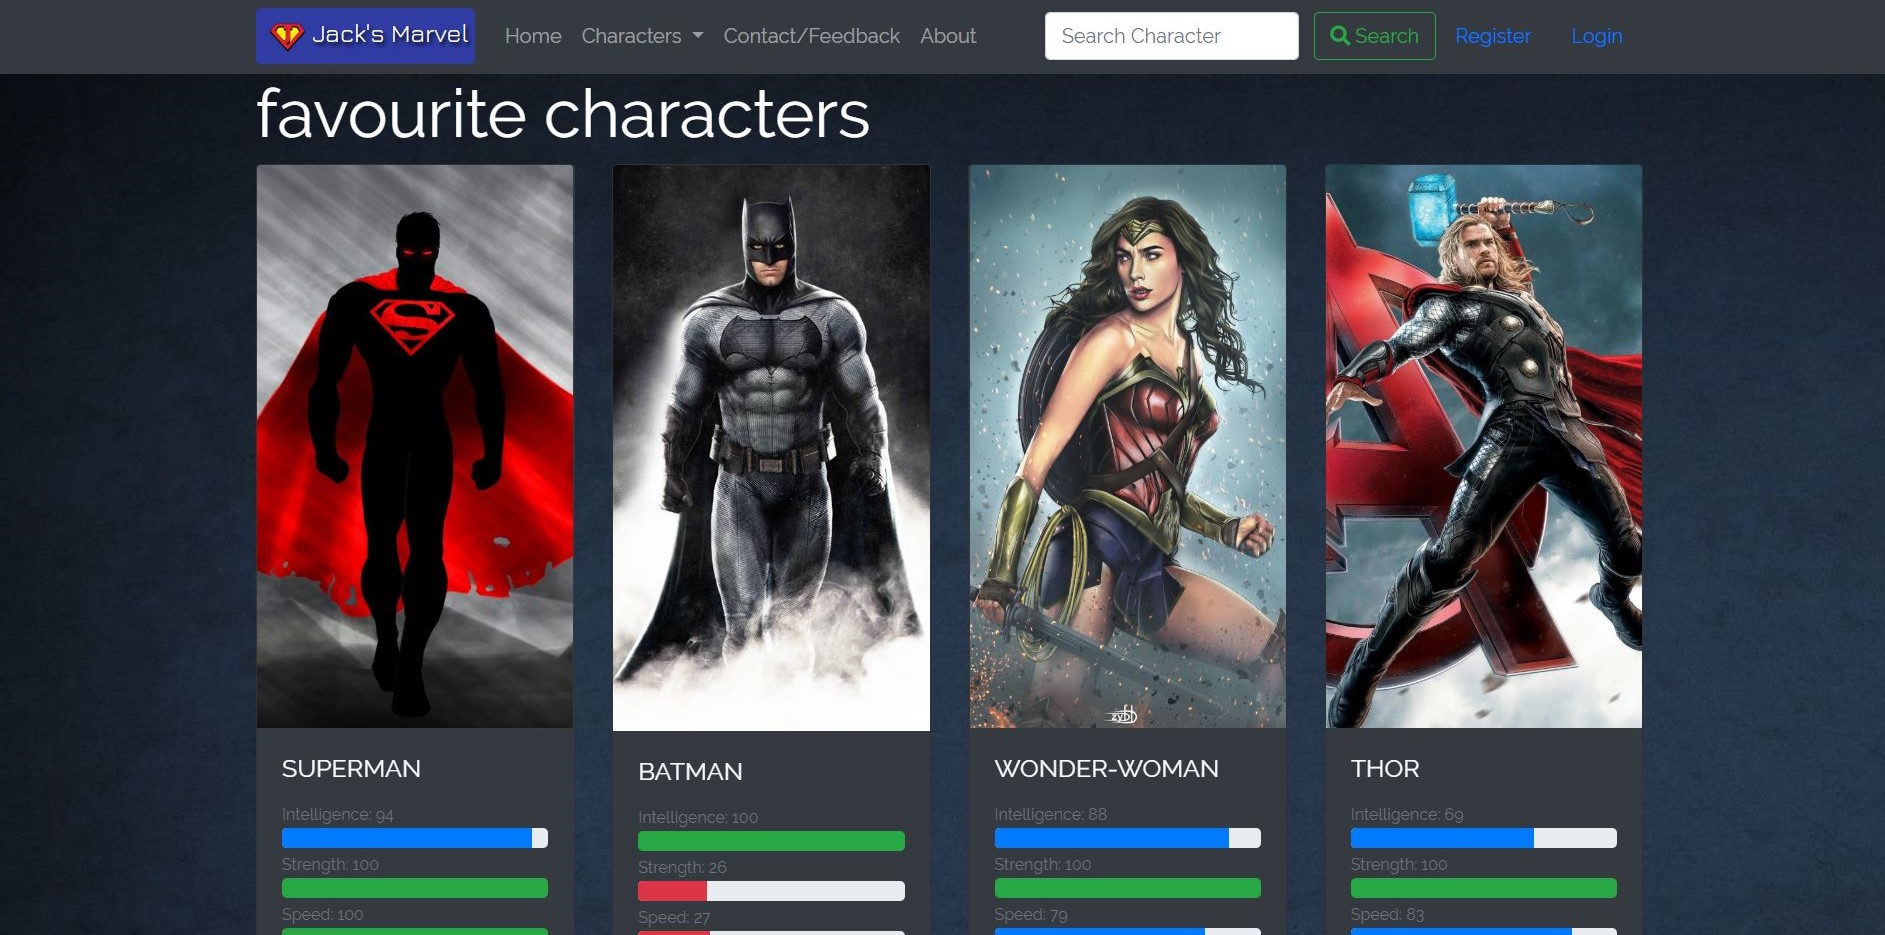 Jack's Marvel Home Characters Contact/Feedback About Search Character Search Register Login
favourite characters
zybb
SUPERMAN
Intelligence: 94
Strength: 100
Speed: 100
BATMAN
Intelligence: 100
Strength: 26
Speed: 27
WONDER-WOMAN
Intelligence: 88
Strength: 100
Speed: 79
THOR
Intelligence: 69
Strength: 100
Speed: 83